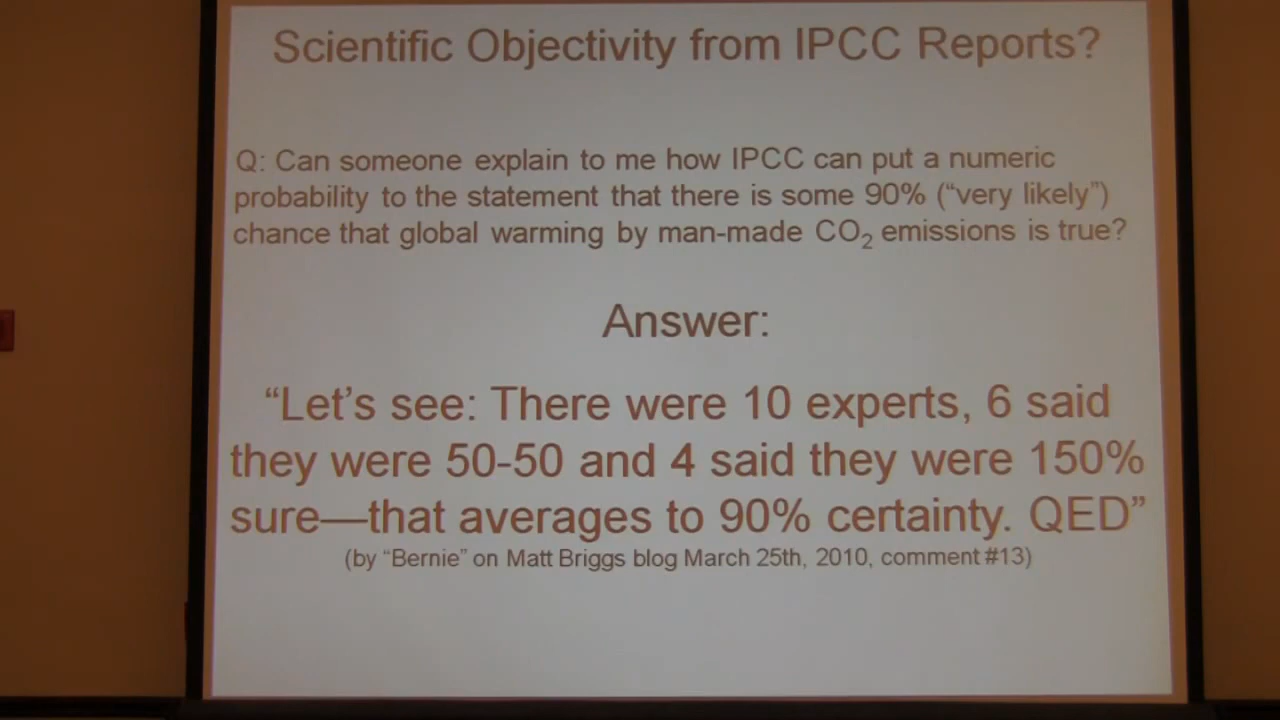 Scientific Objectivity from IPCC Reports?
Q: Can someone explain to me how IPCC can put a numeric
probability to the statement that there is some 90% (“very likely”)
chance that global warming by man-made CO₂ emissions is true?
Answer:
“Let’s see: There were 10 experts, 6 said
they were 50-50 and 4 said they were 150%
sure—that averages to 90% certainty. QED”
(by “Bernie” on Matt Briggs blog March 25th, 2010, comment #13)